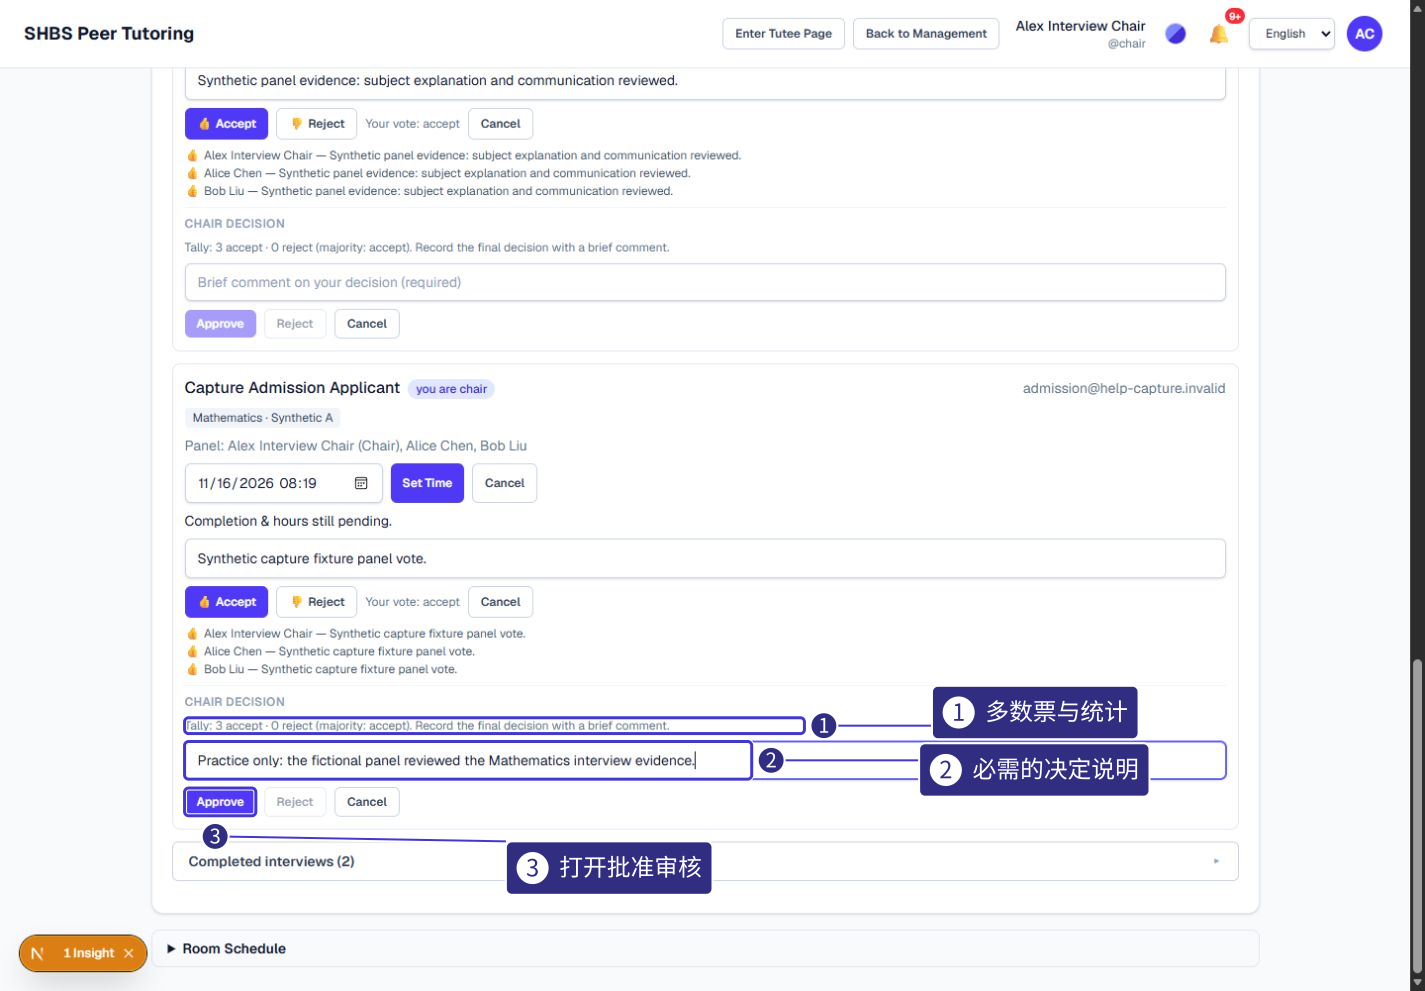 SHBS Peer Tutoring
Enter Tutee Page
Back to Management
Alex Interview Chair
@chair
9+
English
AC
Synthetic panel evidence: subject explanation and communication reviewed.
👍 Accept
👎 Reject
Your vote: accept
Cancel
👍 Alex Interview Chair — Synthetic panel evidence: subject explanation and communication reviewed.
👍 Alice Chen — Synthetic panel evidence: subject explanation and communication reviewed.
👍 Bob Liu — Synthetic panel evidence: subject explanation and communication reviewed.
CHAIR DECISION
Tally: 3 accept · 0 reject (majority: accept). Record the final decision with a brief comment.
Brief comment on your decision (required)
Approve
Reject
Cancel
Capture Admission Applicant
you are chair
admission@help-capture.invalid
Mathematics · Synthetic A
Panel: Alex Interview Chair (Chair), Alice Chen, Bob Liu
11/16/2026 08:19
Set Time
Cancel
Completion & hours still pending.
Synthetic capture fixture panel vote.
👍 Accept
👎 Reject
Your vote: accept
Cancel
👍 Alex Interview Chair — Synthetic capture fixture panel vote.
👍 Alice Chen — Synthetic capture fixture panel vote.
👍 Bob Liu — Synthetic capture fixture panel vote.
CHAIR DECISION
Tally: 3 accept · 0 reject (majority: accept). Record the final decision with a brief comment.
1
1 多数票与统计
Practice only: the fictional panel reviewed the Mathematics interview evidence.
2
2 必需的决定说明
Approve
Reject
Cancel
3
3 打开批准审核
Completed interviews (2)
N 1 Insight ×
Room Schedule